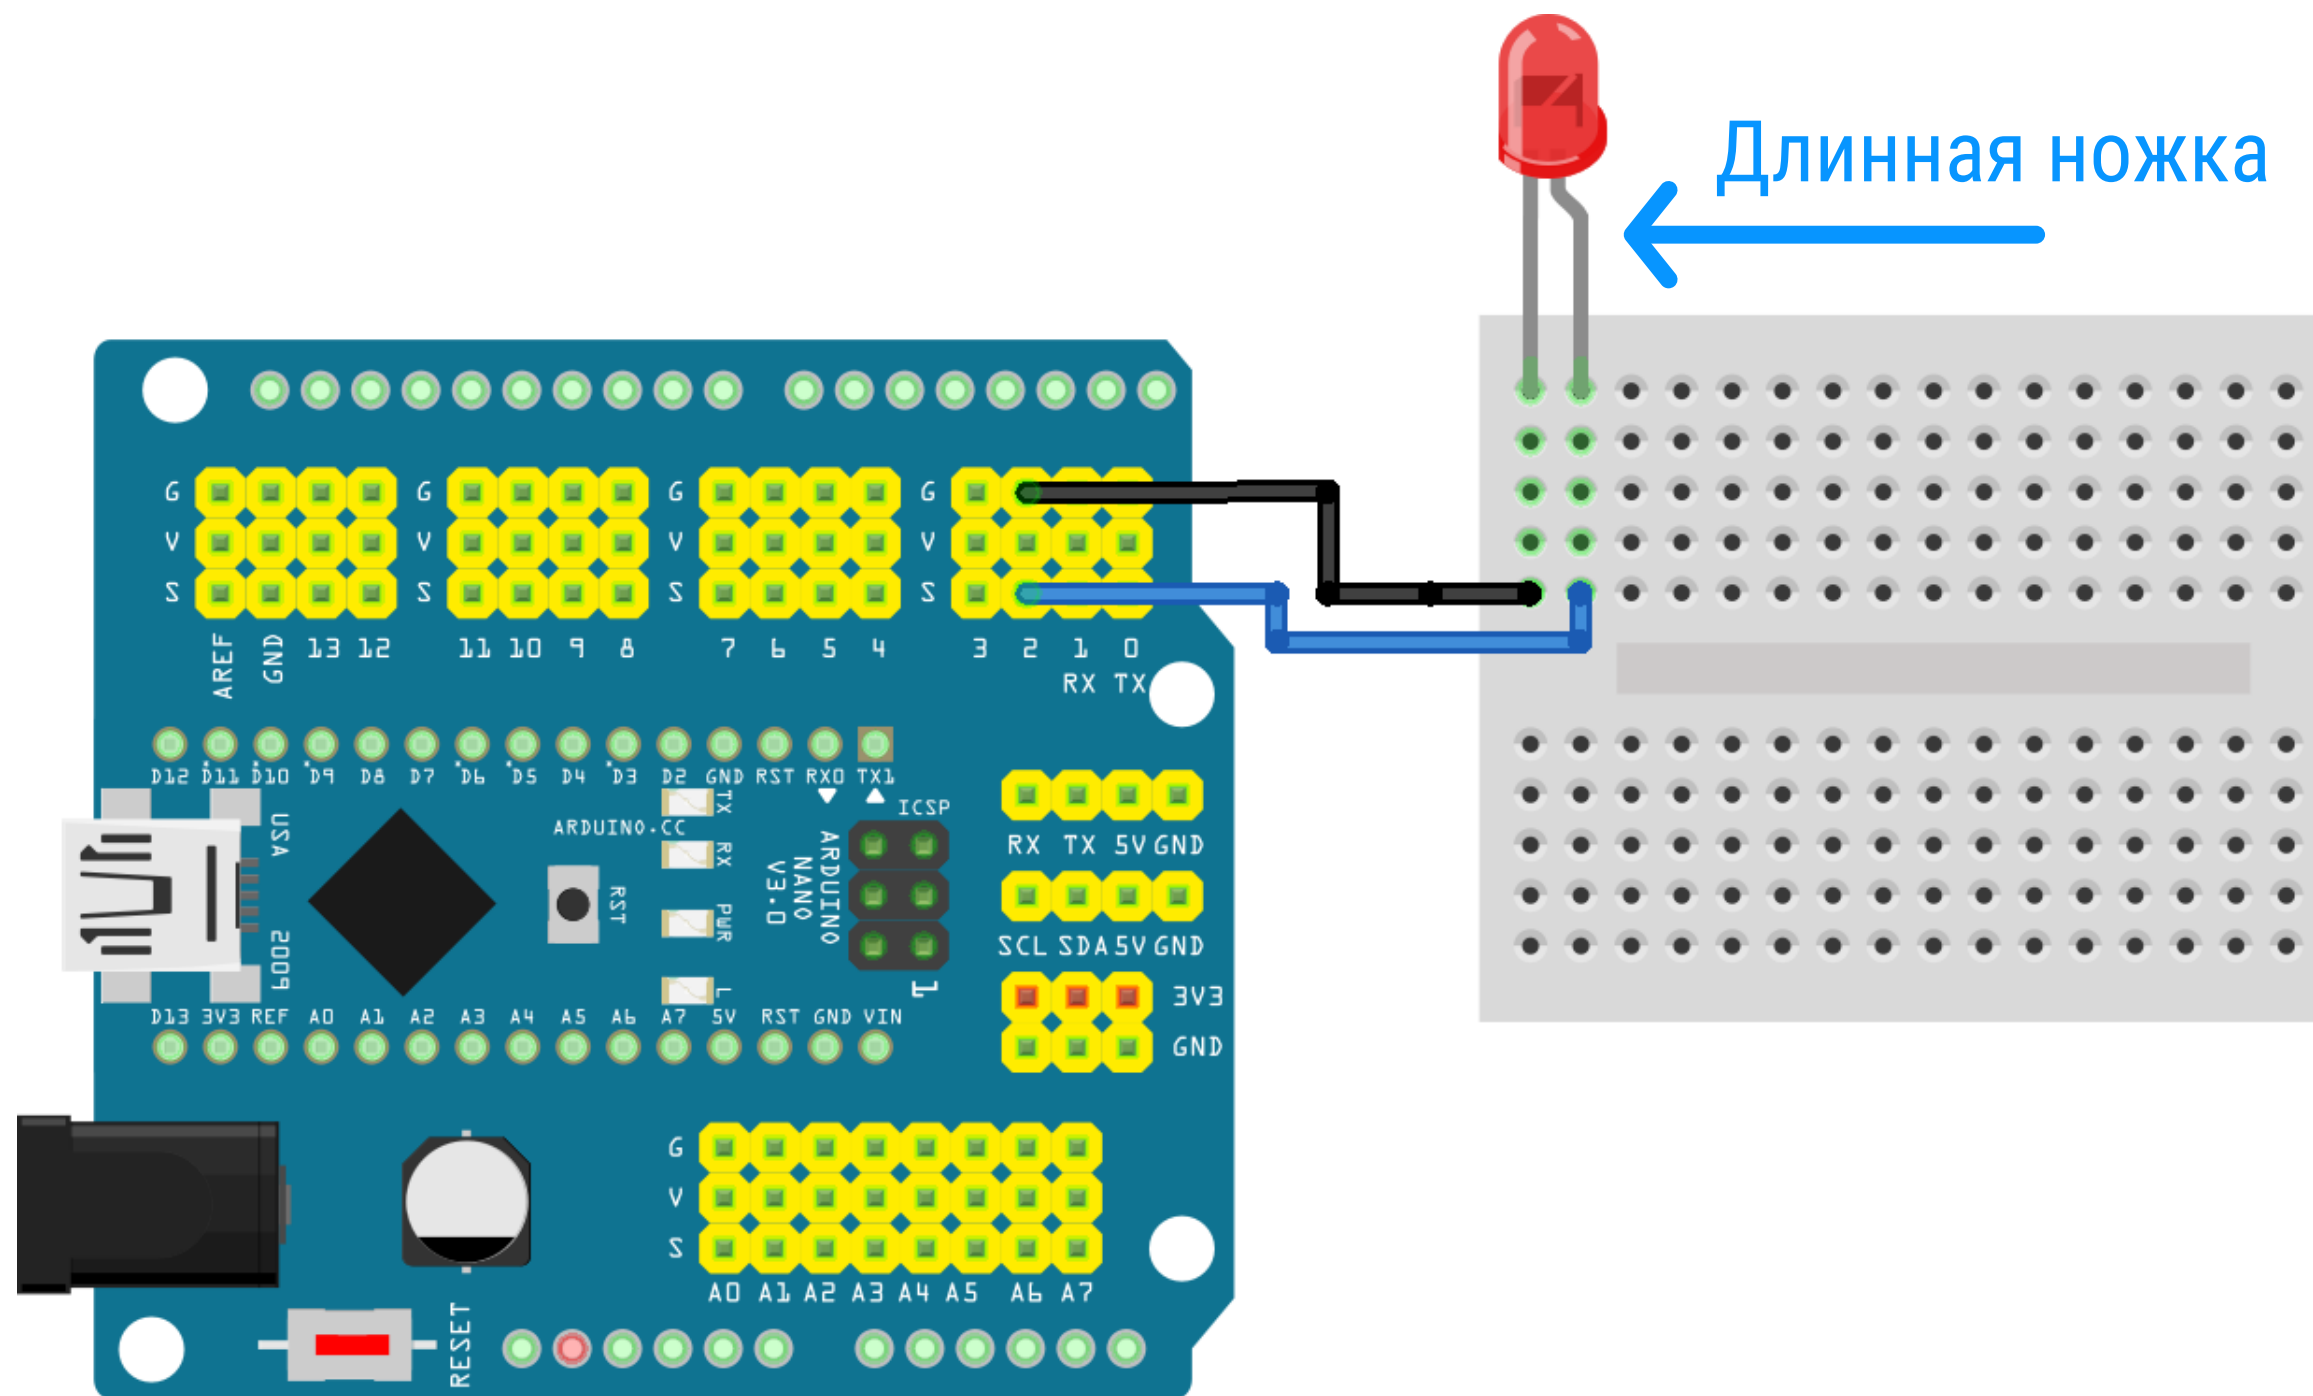 Длинная ножка
G G G G
V V V V
S S S S
AREF GND 13 12 11 10 9 8 7 6 5 4 3 2 1 0
RX TX
D12 D11 D10 D9 D8 D7 D6 D5 D4 D3 D2 GND RST RX0 TX1
ICSP
USA
2009
ARDUINO.CC
RST
TX
RX
PWR
L
ARDUINO
NANO
V3.0
1
RX TX 5V GND
SCL SDA 5V GND
3V3
GND
D13 3V3 REF A0 A1 A2 A3 A4 A5 A6 A7 5V RST GND VIN
G
V
S
A0 A1 A2 A3 A4 A5 A6 A7
RESET